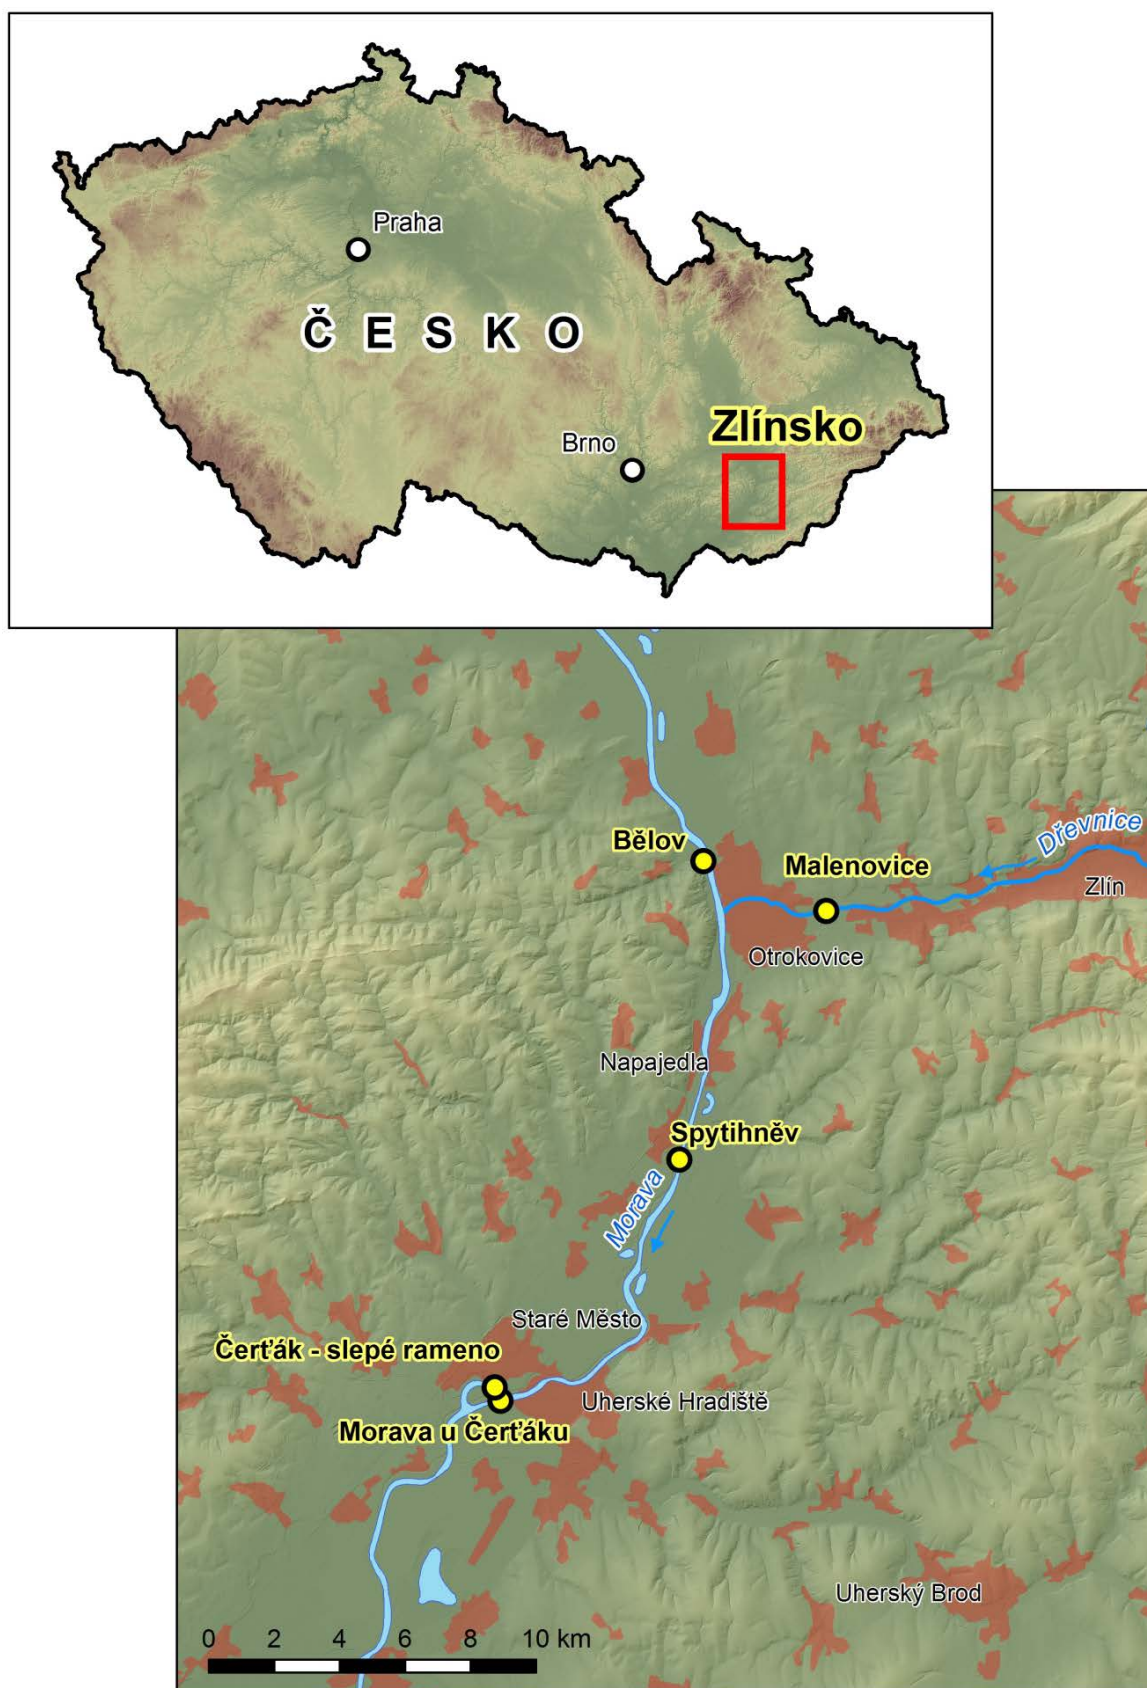 Praha
ČESKO
Zlínsko
Brno
Bělov
Dřevnice
Malenovice
Zlín
Otrokovice
Napajedla
Spytihněv
Morava
Staré Město
Čerťák - slepé rameno
Uherské Hradiště
Morava u Čerťáku
Uherský Brod
0 2 4 6 8 10 km